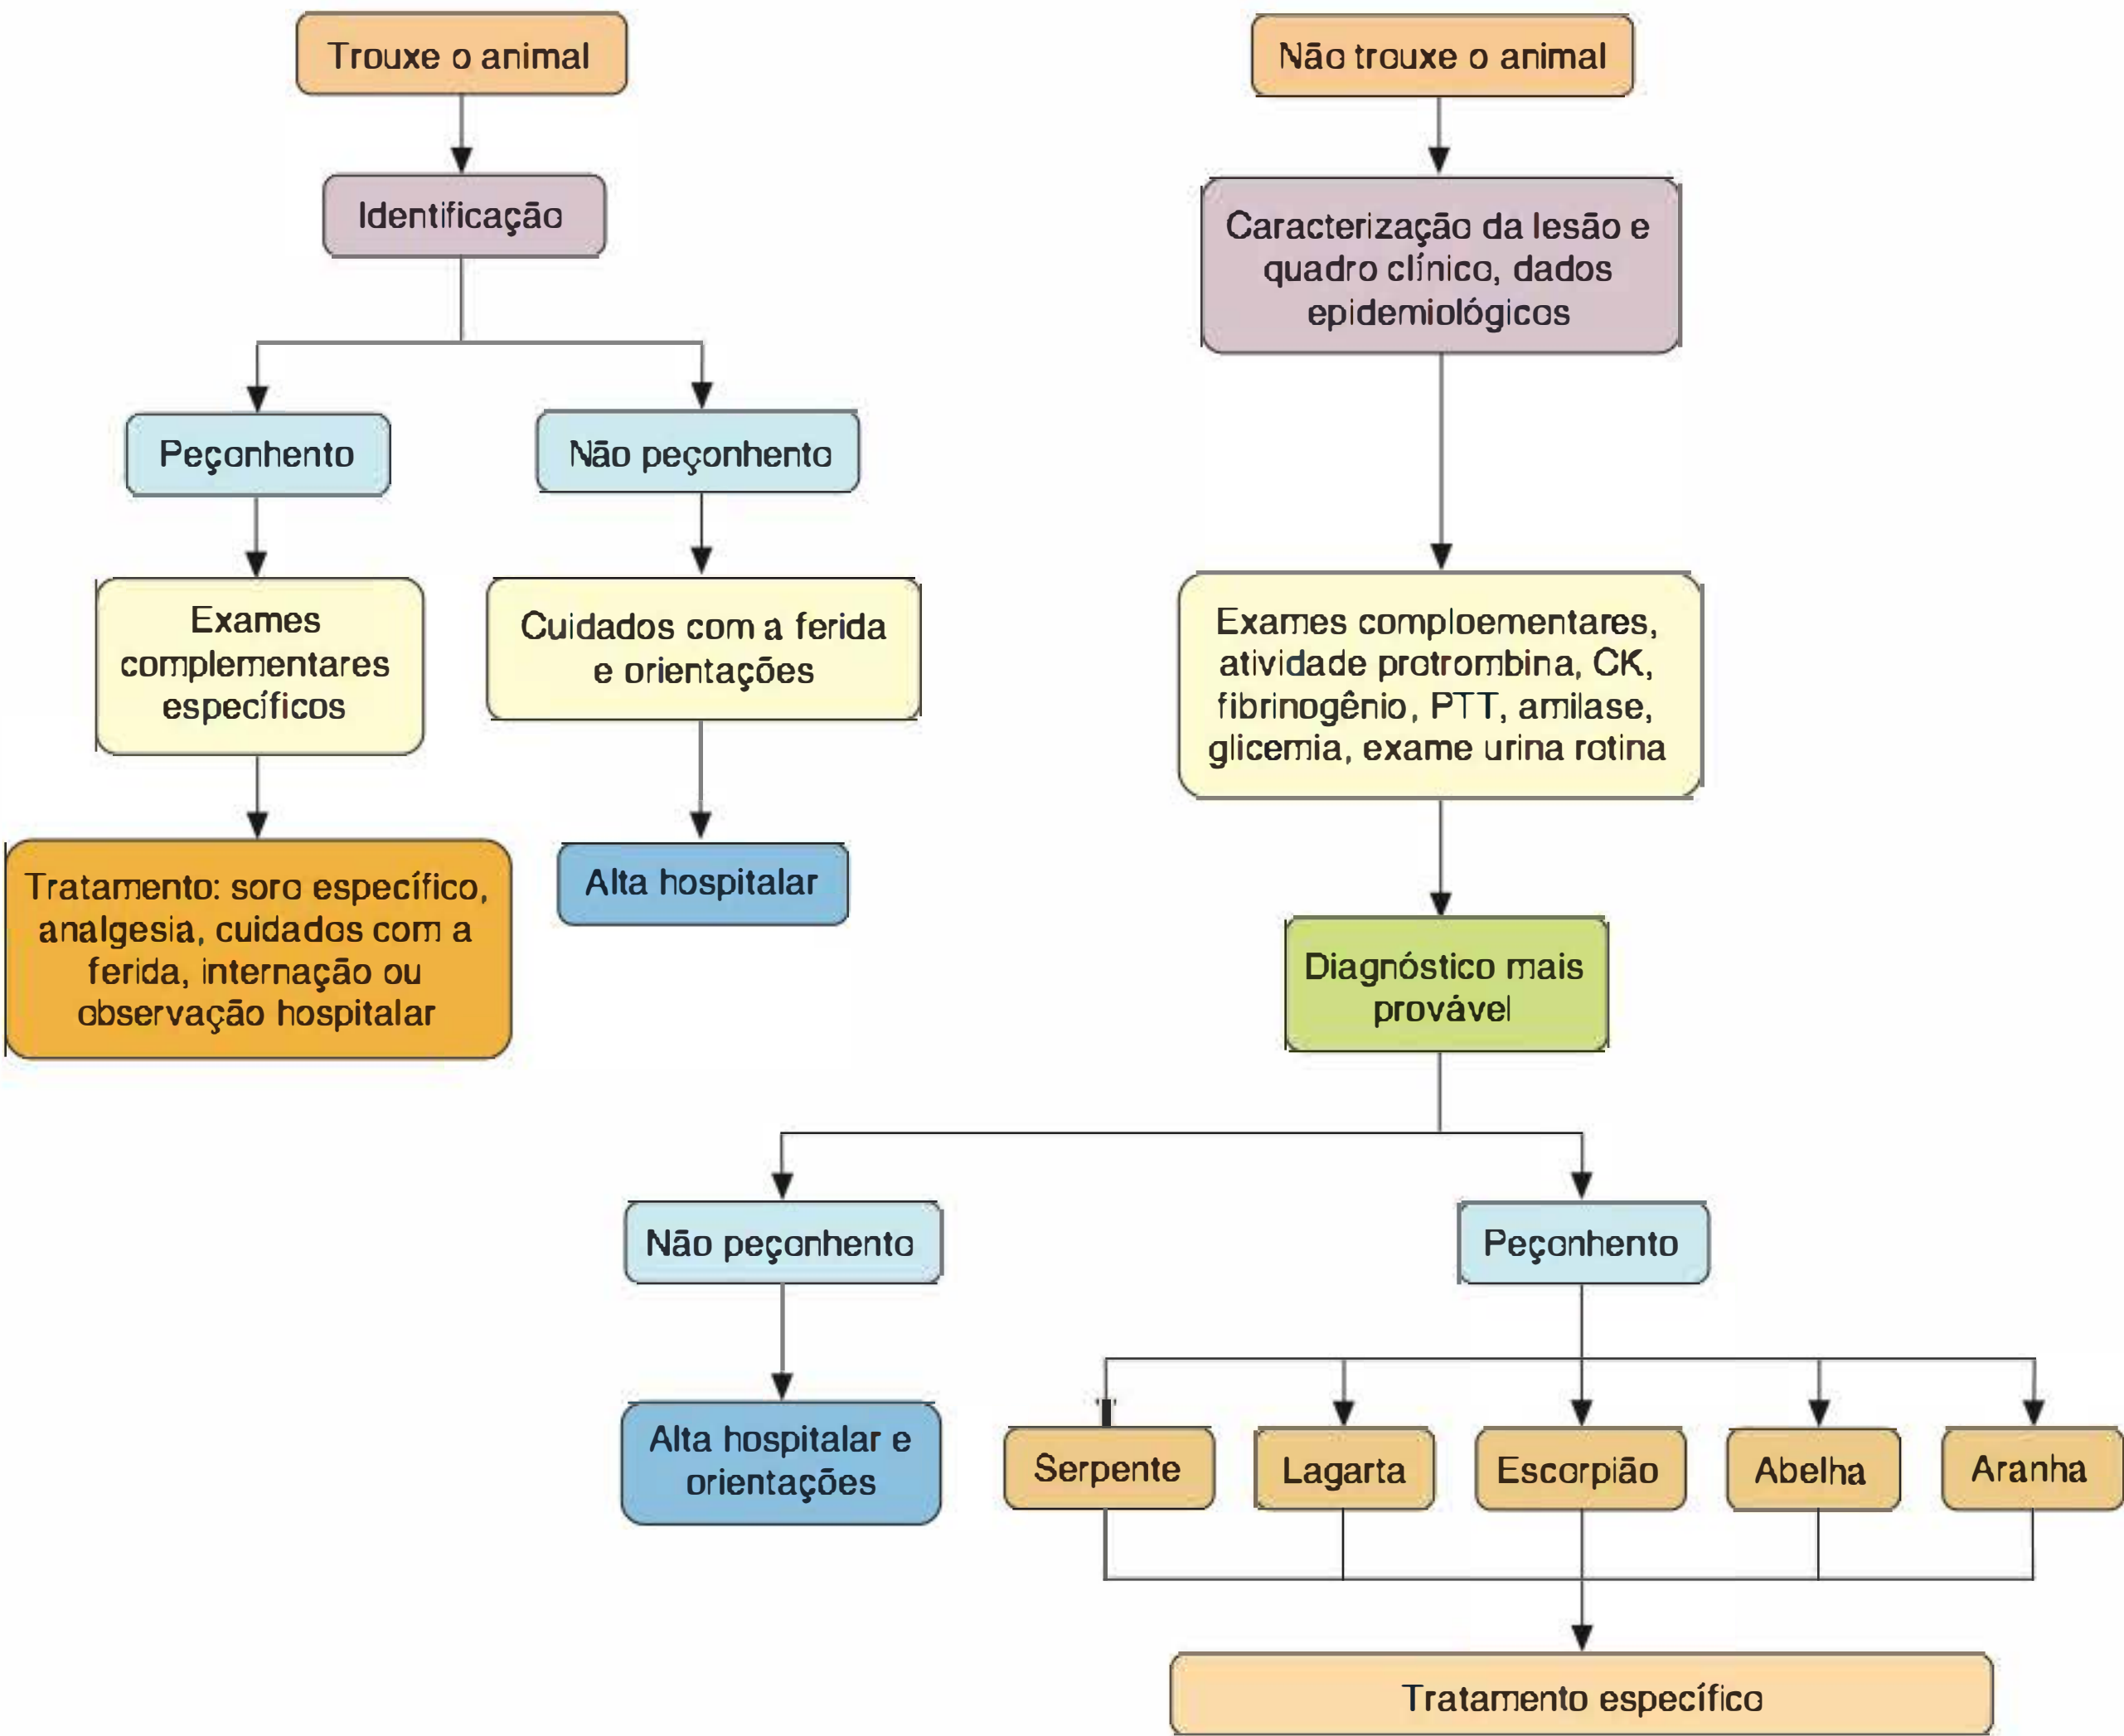 Trouxe o animal
Não trouxe o animal
Identificação
Caracterização da lesão e
quadro clínico, dados
epidemiológicos
Peçonhento
Não peçonhento
Exames
complementares
específicos
Cuidados com a ferida
e orientações
Exames comploementares,
atividade protrombina, CK,
fibrinogênio, PTT, amilase,
glicemia, exame urina rotina
Tratamento: soro específico,
analgesia, cuidados com a
ferida, internação ou
observação hospitalar
Alta hospitalar
Diagnóstico mais
provável
Não peçonhento
Peçonhento
Alta hospitalar e
orientações
Serpente
Lagarta
Escorpião
Abelha
Aranha
Tratamento específico